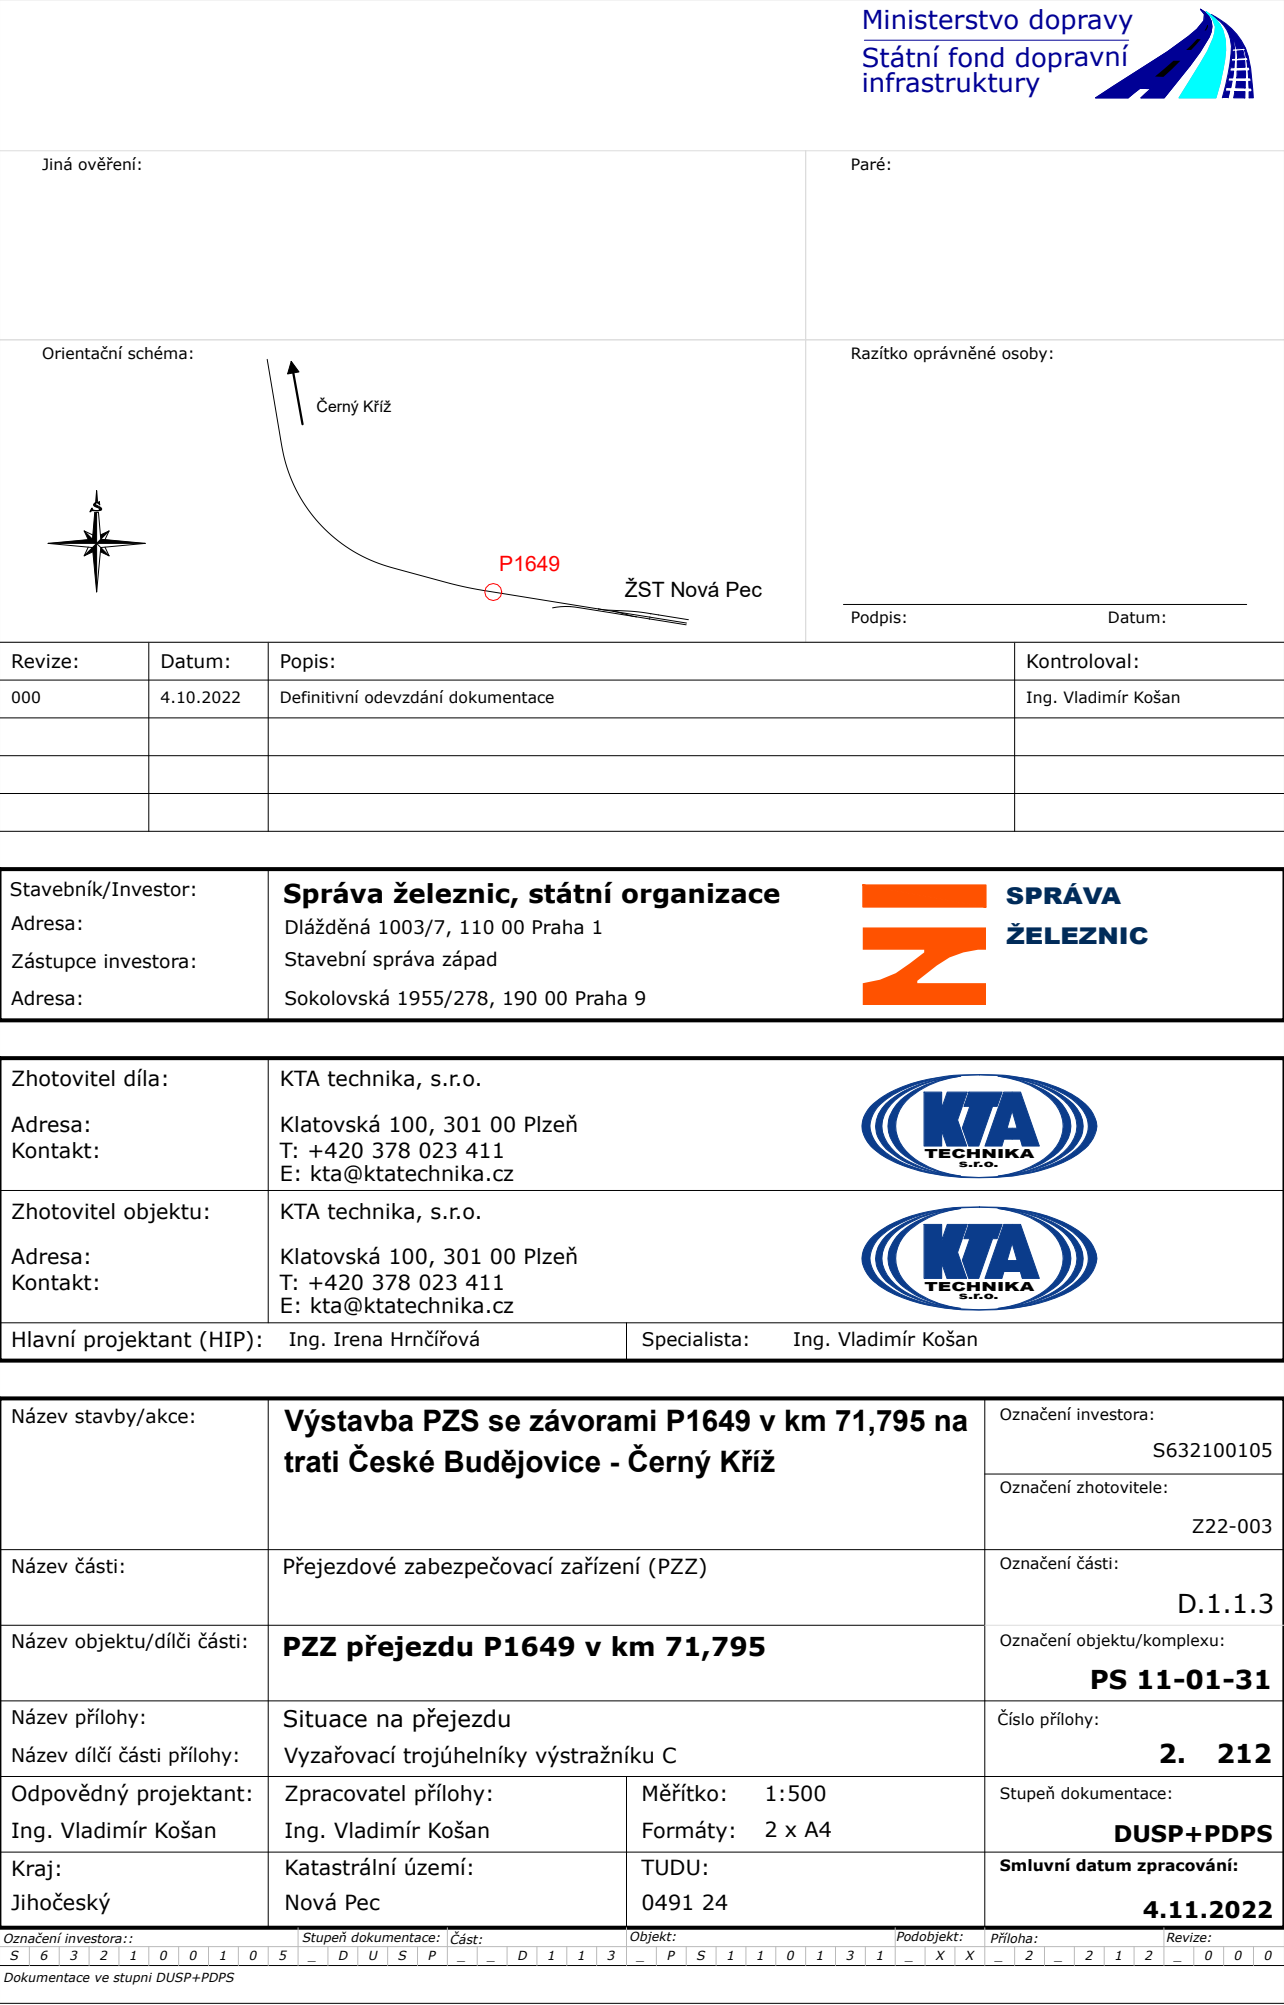 Ministerstvo dopravy
Státní fond dopravní
infrastruktury
Jiná ověření:
Paré:
Orientační schéma:
Razítko oprávněné osoby:
Černý Kříž
S
P1649
ŽST Nová Pec
Podpis: Datum:
Revize: Datum: Popis: Kontroloval:
000 4.10.2022 Definitivní odevzdání dokumentace Ing. Vladimír Košan
Stavebník/Investor: Správa železnic, státní organizace
Adresa: Dlážděná 1003/7, 110 00 Praha 1
Zástupce investora: Stavební správa západ
Adresa: Sokolovská 1955/278, 190 00 Praha 9
SPRÁVA
ŽELEZNIC
Zhotovitel díla: KTA technika, s.r.o.
Adresa: Klatovská 100, 301 00 Plzeň
Kontakt: T: +420 378 023 411
E: kta@ktatechnika.cz
KTA
TECHNIKA
s.r.o.
Zhotovitel objektu: KTA technika, s.r.o.
Adresa: Klatovská 100, 301 00 Plzeň
Kontakt: T: +420 378 023 411
E: kta@ktatechnika.cz
KTA
TECHNIKA
s.r.o.
Hlavní projektant (HIP): Ing. Irena Hrnčířová Specialista: Ing. Vladimír Košan
Název stavby/akce: Výstavba PZS se závorami P1649 v km 71,795 na
trati České Budějovice - Černý Kříž
Označení investora:
S632100105
Označení zhotovitele:
Z22-003
Název části: Přejezdové zabezpečovací zařízení (PZZ)
Označení části:
D.1.1.3
Název objektu/dílči části: PZZ přejezdu P1649 v km 71,795
Označení objektu/komplexu:
PS 11-01-31
Název přílohy: Situace na přejezdu
Číslo přílohy:
Název dílčí části přílohy: Vyzařovací trojúhelníky výstražníku C
2. 212
Odpovědný projektant: Zpracovatel přílohy: Měřítko: 1:500 Stupeň dokumentace:
Ing. Vladimír Košan Ing. Vladimír Košan Formáty: 2 x A4 DUSP+PDPS
Kraj: Katastrální území: TUDU: Smluvní datum zpracování:
Jihočeský Nová Pec 0491 24 4.11.2022
Označení investora:: Stupeň dokumentace: Část: Objekt: Podobjekt: Příloha: Revize:
S 6 3 2 1 0 0 1 0 5 _ D U S P _ _ D 1 1 3 _ P S 1 1 0 1 3 1 _ X X _ 2 _ 2 1 2 _ 0 0 0
Dokumentace ve stupni DUSP+PDPS